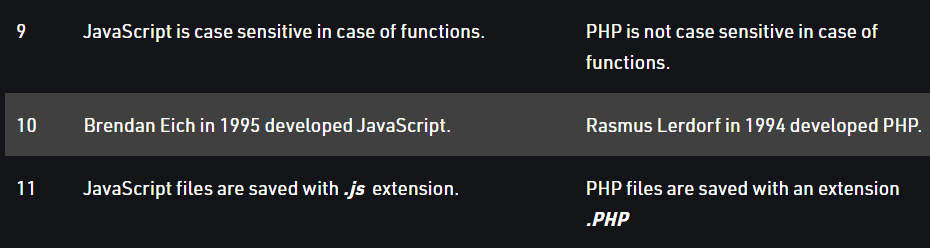 9 JavaScript is case sensitive in case of functions. PHP is not case sensitive in case of
functions.
10 Brendan Eich in 1995 developed JavaScript. Rasmus Lerdorf in 1994 developed PHP.
11 JavaScript files are saved with .js extension. PHP files are saved with an extension
.PHP